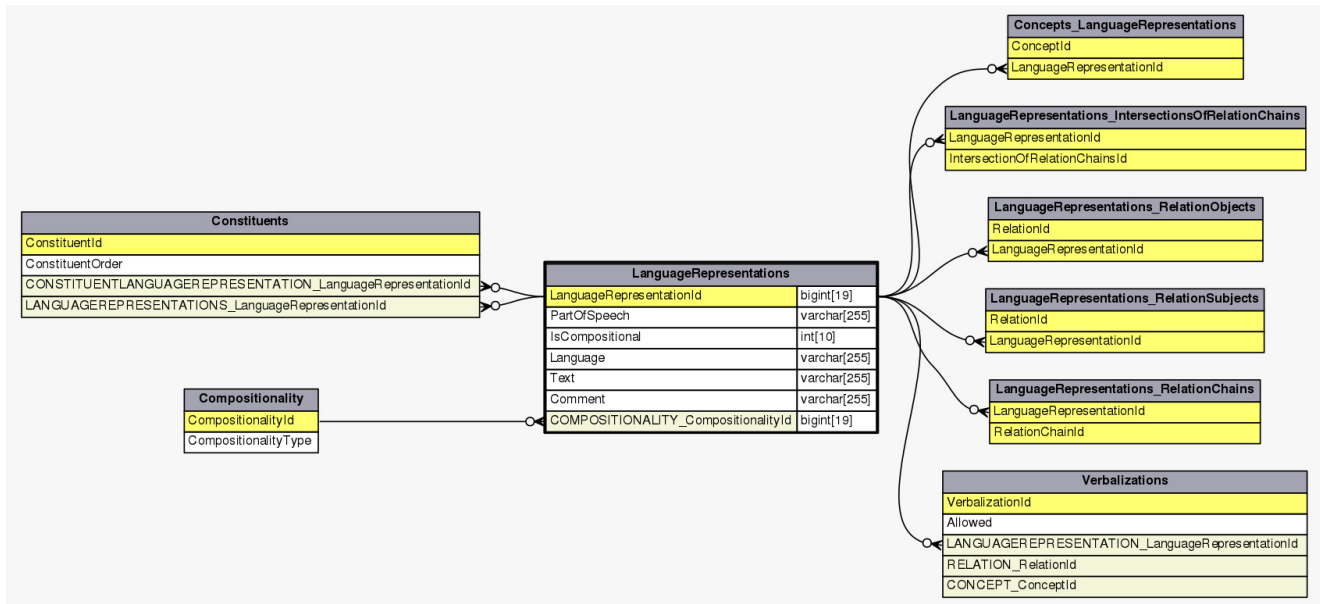 Concepts_LanguageRepresentations
ConceptId
LanguageRepresentationId
LanguageRepresentations_IntersectionsOfRelationChains
LanguageRepresentationId
IntersectionOfRelationChainsId
LanguageRepresentations_RelationObjects
RelationId
LanguageRepresentationId
Constituents
ConstituentId
ConstituentOrder
CONSTITUENTLANGUAGEREPRESENTATION_LanguageRepresentationId
LANGUAGEREPRESENTATIONS_LanguageRepresentationId
LanguageRepresentations
LanguageRepresentationId bigint[19]
PartOfSpeech varchar[255]
IsCompositional int[10]
Language varchar[255]
Text varchar[255]
Comment varchar[255]
COMPOSITIONALITY_CompositionalityId bigint[19]
LanguageRepresentations_RelationSubjects
RelationId
LanguageRepresentationId
Compositionality
CompositionalityId
CompositionalityType
LanguageRepresentations_RelationChains
LanguageRepresentationId
RelationChainId
Verbalizations
VerbalizationId
Allowed
LANGUAGEREPRESENTATION_LanguageRepresentationId
RELATION_RelationId
CONCEPT_ConceptId